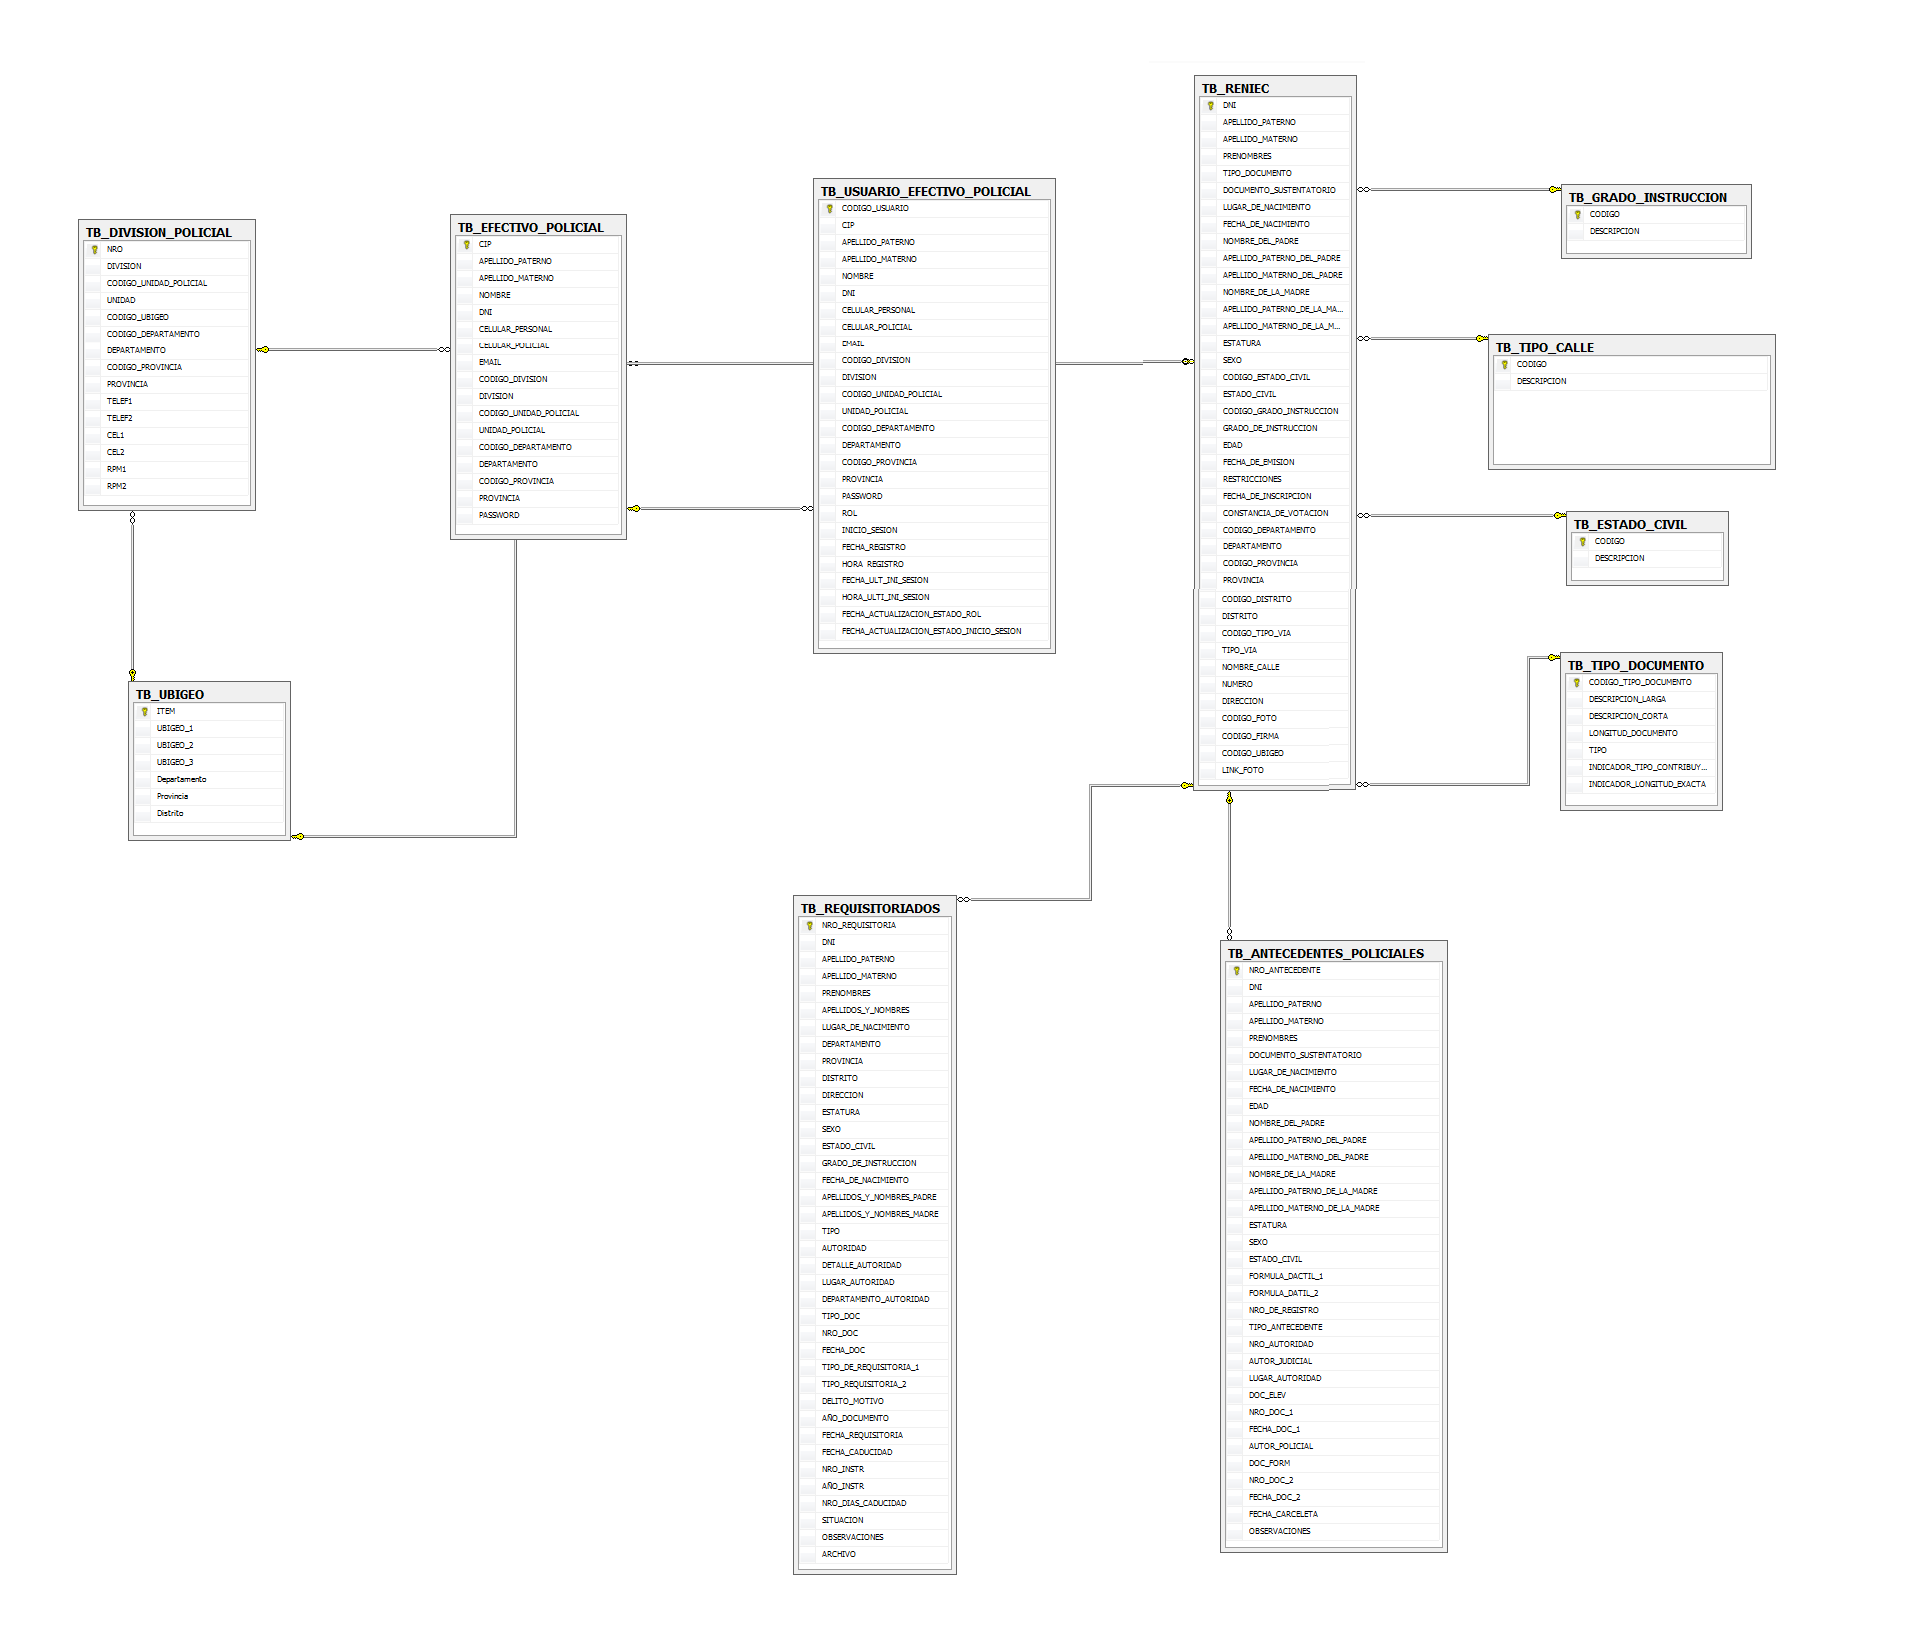 TB_DIVISION_POLICIAL
NRO
DIVISION
CODIGO_UNIDAD_POLICIAL
UNIDAD
CODIGO_UBIGEO
CODIGO_DEPARTAMENTO
DEPARTAMENTO
CODIGO_PROVINCIA
PROVINCIA
TELEF1
TELEF2
CEL1
CEL2
RPM1
RPM2
TB_EFECTIVO_POLICIAL
CIP
APELLIDO_PATERNO
APELLIDO_MATERNO
NOMBRE
DNI
CELULAR_PERSONAL
CELULAR_POLICIAL
EMAIL
CODIGO_DIVISION
DIVISION
CODIGO_UNIDAD_POLICIAL
UNIDAD_POLICIAL
CODIGO_DEPARTAMENTO
DEPARTAMENTO
CODIGO_PROVINCIA
PROVINCIA
PASSWORD
TB_USUARIO_EFECTIVO_POLICIAL
CODIGO_USUARIO
CIP
APELLIDO_PATERNO
APELLIDO_MATERNO
NOMBRE
DNI
CELULAR_PERSONAL
CELULAR_POLICIAL
EMAIL
CODIGO_DIVISION
DIVISION
CODIGO_UNIDAD_POLICIAL
UNIDAD_POLICIAL
CODIGO_DEPARTAMENTO
DEPARTAMENTO
CODIGO_PROVINCIA
PROVINCIA
PASSWORD
ROL
INICIO_SESION
FECHA_REGISTRO
HORA_REGISTRO
FECHA_ULT_INI_SESION
HORA_ULTI_INI_SESION
FECHA_ACTUALIZACION_ESTADO_ROL
FECHA_ACTUALIZACION_ESTADO_INICIO_SESION
TB_RENIEC
DNI
APELLIDO_PATERNO
APELLIDO_MATERNO
PRENOMBRES
TIPO_DOCUMENTO
DOCUMENTO_SUSTENTATORIO
LUGAR_DE_NACIMIENTO
FECHA_DE_NACIMIENTO
NOMBRE_DEL_PADRE
APELLIDO_PATERNO_DEL_PADRE
APELLIDO_MATERNO_DEL_PADRE
NOMBRE_DE_LA_MADRE
APELLIDO_PATERNO_DE_LA_MA...
APELLIDO_MATERNO_DE_LA_M...
ESTATURA
SEXO
CODIGO_ESTADO_CIVIL
ESTADO_CIVIL
CODIGO_GRADO_INSTRUCCION
GRADO_DE_INSTRUCCION
EDAD
FECHA_DE_EMISION
RESTRICCIONES
FECHA_DE_INSCRIPCION
CONSTANCIA_DE_VOTACION
CODIGO_DEPARTAMENTO
DEPARTAMENTO
CODIGO_PROVINCIA
PROVINCIA
CODIGO_DISTRITO
DISTRITO
CODIGO_TIPO_VIA
TIPO_VIA
NOMBRE_CALLE
NUMERO
DIRECCION
CODIGO_FOTO
CODIGO_FIRMA
CODIGO_UBIGEO
LINK_FOTO
TB_GRADO_INSTRUCCION
CODIGO
DESCRIPCION
TB_TIPO_CALLE
CODIGO
DESCRIPCION
TB_ESTADO_CIVIL
CODIGO
DESCRIPCION
TB_TIPO_DOCUMENTO
CODIGO_TIPO_DOCUMENTO
DESCRIPCION_LARGA
DESCRIPCION_CORTA
LONGITUD_DOCUMENTO
TIPO
INDICADOR_TIPO_CONTRIBUY...
INDICADOR_LONGITUD_EXACTA
TB_UBIGEO
ITEM
UBIGEO_1
UBIGEO_2
UBIGEO_3
Departamento
Provincia
Distrito
TB_REQUISITORIADOS
NRO_REQUISITORIA
DNI
APELLIDO_PATERNO
APELLIDO_MATERNO
PRENOMBRES
APELLIDOS_Y_NOMBRES
LUGAR_DE_NACIMIENTO
DEPARTAMENTO
PROVINCIA
DISTRITO
DIRECCION
ESTATURA
SEXO
ESTADO_CIVIL
GRADO_DE_INSTRUCCION
FECHA_DE_NACIMIENTO
APELLIDOS_Y_NOMBRES_PADRE
APELLIDOS_Y_NOMBRES_MADRE
TIPO
AUTORIDAD
DETALLE_AUTORIDAD
LUGAR_AUTORIDAD
DEPARTAMENTO_AUTORIDAD
TIPO_DOC
NRO_DOC
FECHA_DOC
TIPO_DE_REQUISITORIA_1
TIPO_REQUISITORIA_2
DELITO_MOTIVO
AÑO_DOCUMENTO
FECHA_REQUISITORIA
FECHA_CADUCIDAD
NRO_INSTR
AÑO_INSTR
NRO_DIAS_CADUCIDAD
SITUACION
OBSERVACIONES
ARCHIVO
TB_ANTECEDENTES_POLICIALES
NRO_ANTECEDENTE
DNI
APELLIDO_PATERNO
APELLIDO_MATERNO
PRENOMBRES
DOCUMENTO_SUSTENTATORIO
LUGAR_DE_NACIMIENTO
FECHA_DE_NACIMIENTO
EDAD
NOMBRE_DEL_PADRE
APELLIDO_PATERNO_DEL_PADRE
APELLIDO_MATERNO_DEL_PADRE
NOMBRE_DE_LA_MADRE
APELLIDO_PATERNO_DE_LA_MADRE
APELLIDO_MATERNO_DE_LA_MADRE
ESTATURA
SEXO
ESTADO_CIVIL
FORMULA_DACTIL_1
FORMULA_DATIL_2
NRO_DE_REGISTRO
TIPO_ANTECEDENTE
NRO_AUTORIDAD
AUTOR_JUDICIAL
LUGAR_AUTORIDAD
DOC_ELEV
NRO_DOC_1
FECHA_DOC_1
AUTOR_POLICIAL
DOC_FORM
NRO_DOC_2
FECHA_DOC_2
FECHA_CARCELETA
OBSERVACIONES